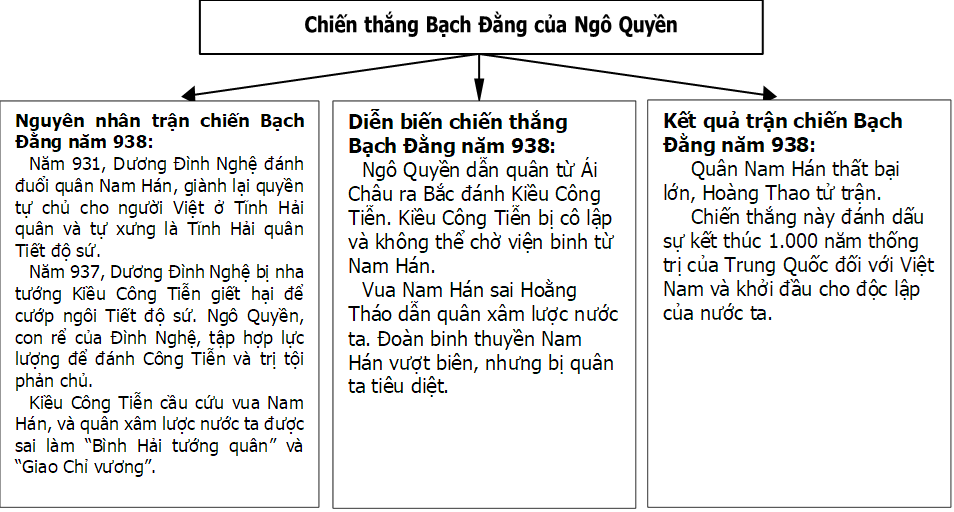 Chiến thắng Bạch Đằng của Ngô Quyền
Nguyên nhân trận chiến Bạch
Đằng năm 938:
Năm 931, Dương Đình Nghệ đánh
đuổi quân Nam Hán, giành lại quyền
tự chủ cho người Việt ở Tĩnh Hải
quân và tự xưng là Tĩnh Hải quân
Tiết độ sứ.
Năm 937, Dương Đình Nghệ bị nha
tướng Kiều Công Tiễn giết hại để
cướp ngôi Tiết độ sứ. Ngô Quyền,
con rể của Đình Nghệ, tập hợp lực
lượng để đánh Công Tiễn và trị tội
phản chủ.
Kiều Công Tiễn cầu cứu vua Nam
Hán, và quân xâm lược nước ta được
sai làm “Bình Hải tướng quân” và
“Giao Chỉ vương”.
Diễn biến chiến thắng
Bạch Đằng năm 938:
Ngô Quyền dẫn quân từ Ái
Châu ra Bắc đánh Kiều Công
Tiễn. Kiều Công Tiễn bị cô lập
và không thể chờ viện binh từ
Nam Hán.
Vua Nam Hán sai Hoằng
Tháo dẫn quân xâm lược nước
ta. Đoàn binh thuyền Nam
Hán vượt biên, nhưng bị quân
ta tiêu diệt.
Kết quả trận chiến Bạch
Đằng năm 938:
Quân Nam Hán thất bại
lớn, Hoàng Thao tử trận.
Chiến thắng này đánh dấu
sự kết thúc 1.000 năm thống
trị của Trung Quốc đối với Việt
Nam và khởi đầu cho độc lập
của nước ta.